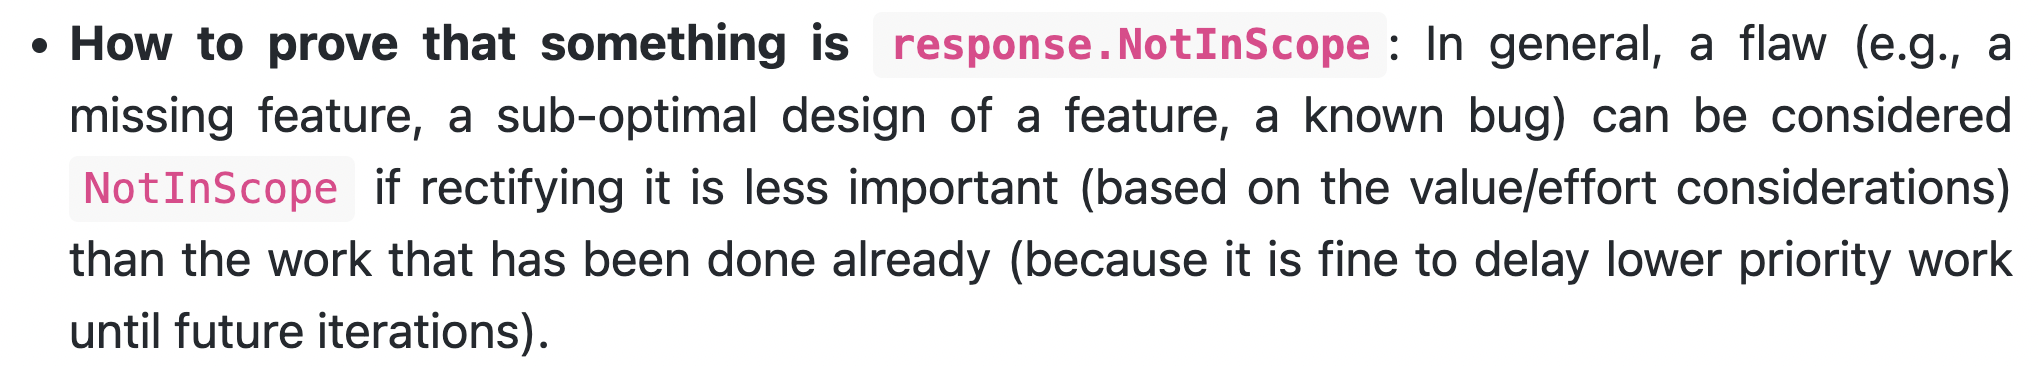 • How to prove that something is response.NotInScope: In general, a flaw (e.g., a
missing feature, a sub-optimal design of a feature, a known bug) can be considered
NotInScope if rectifying it is less important (based on the value/effort considerations)
than the work that has been done already (because it is fine to delay lower priority work
until future iterations).